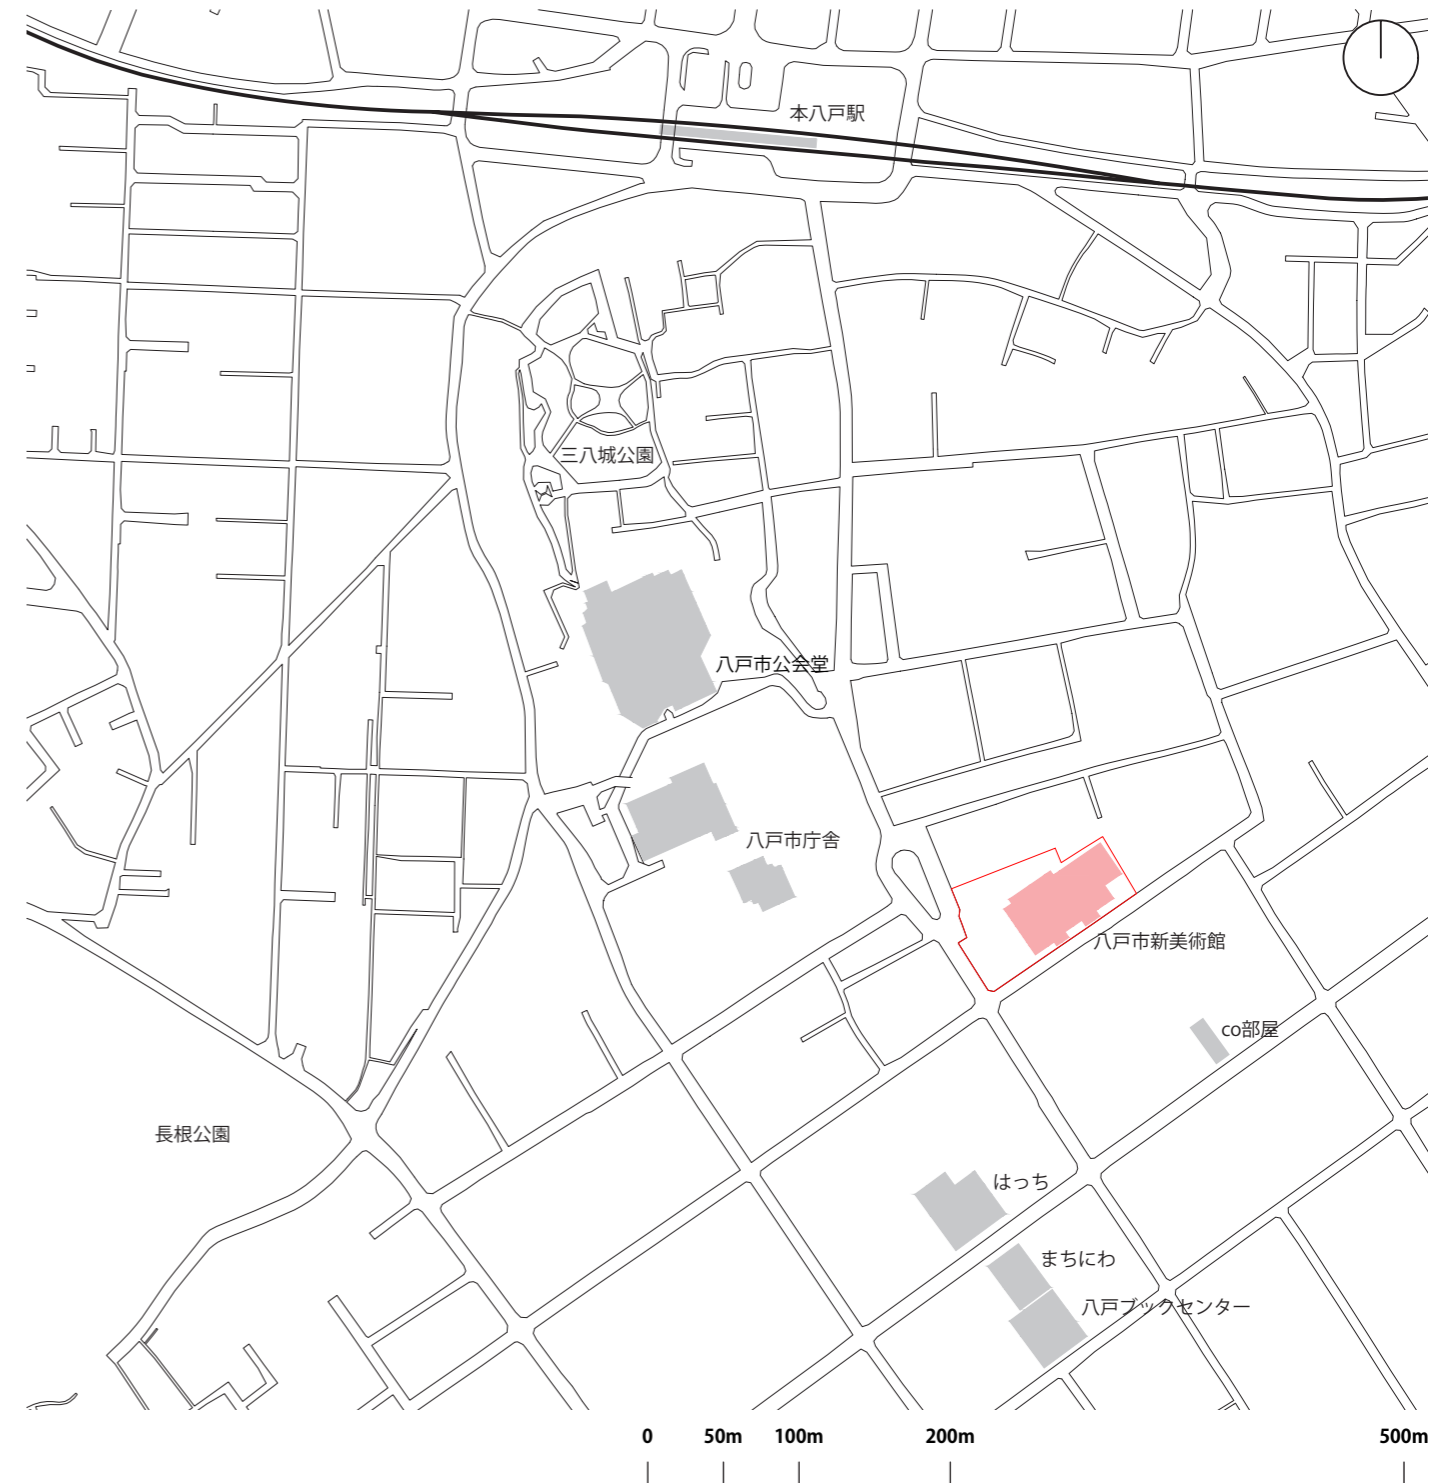 本八戸駅
三八城公園
八戸市公会堂
八戸市庁舎
八戸市新美術館
co部屋
長根公園
はっち
まちにわ
八戸ブックセンター
0 50m 100m 200m 500m